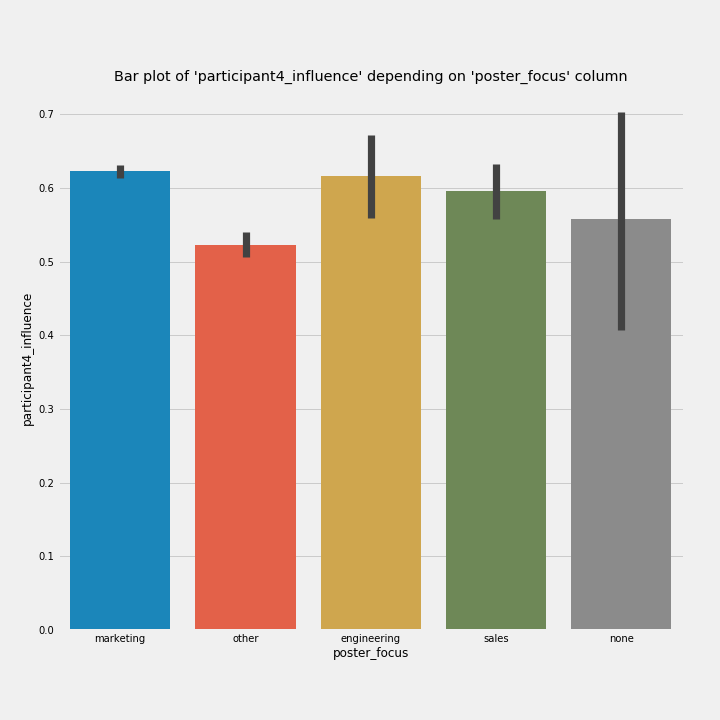 Bar plot of 'participant4_influence' depending on 'poster_focus' column
participant4_influence
0.7
0.6
0.5
0.4
0.3
0.2
0.1
0.0
marketing other engineering sales none
poster_focus